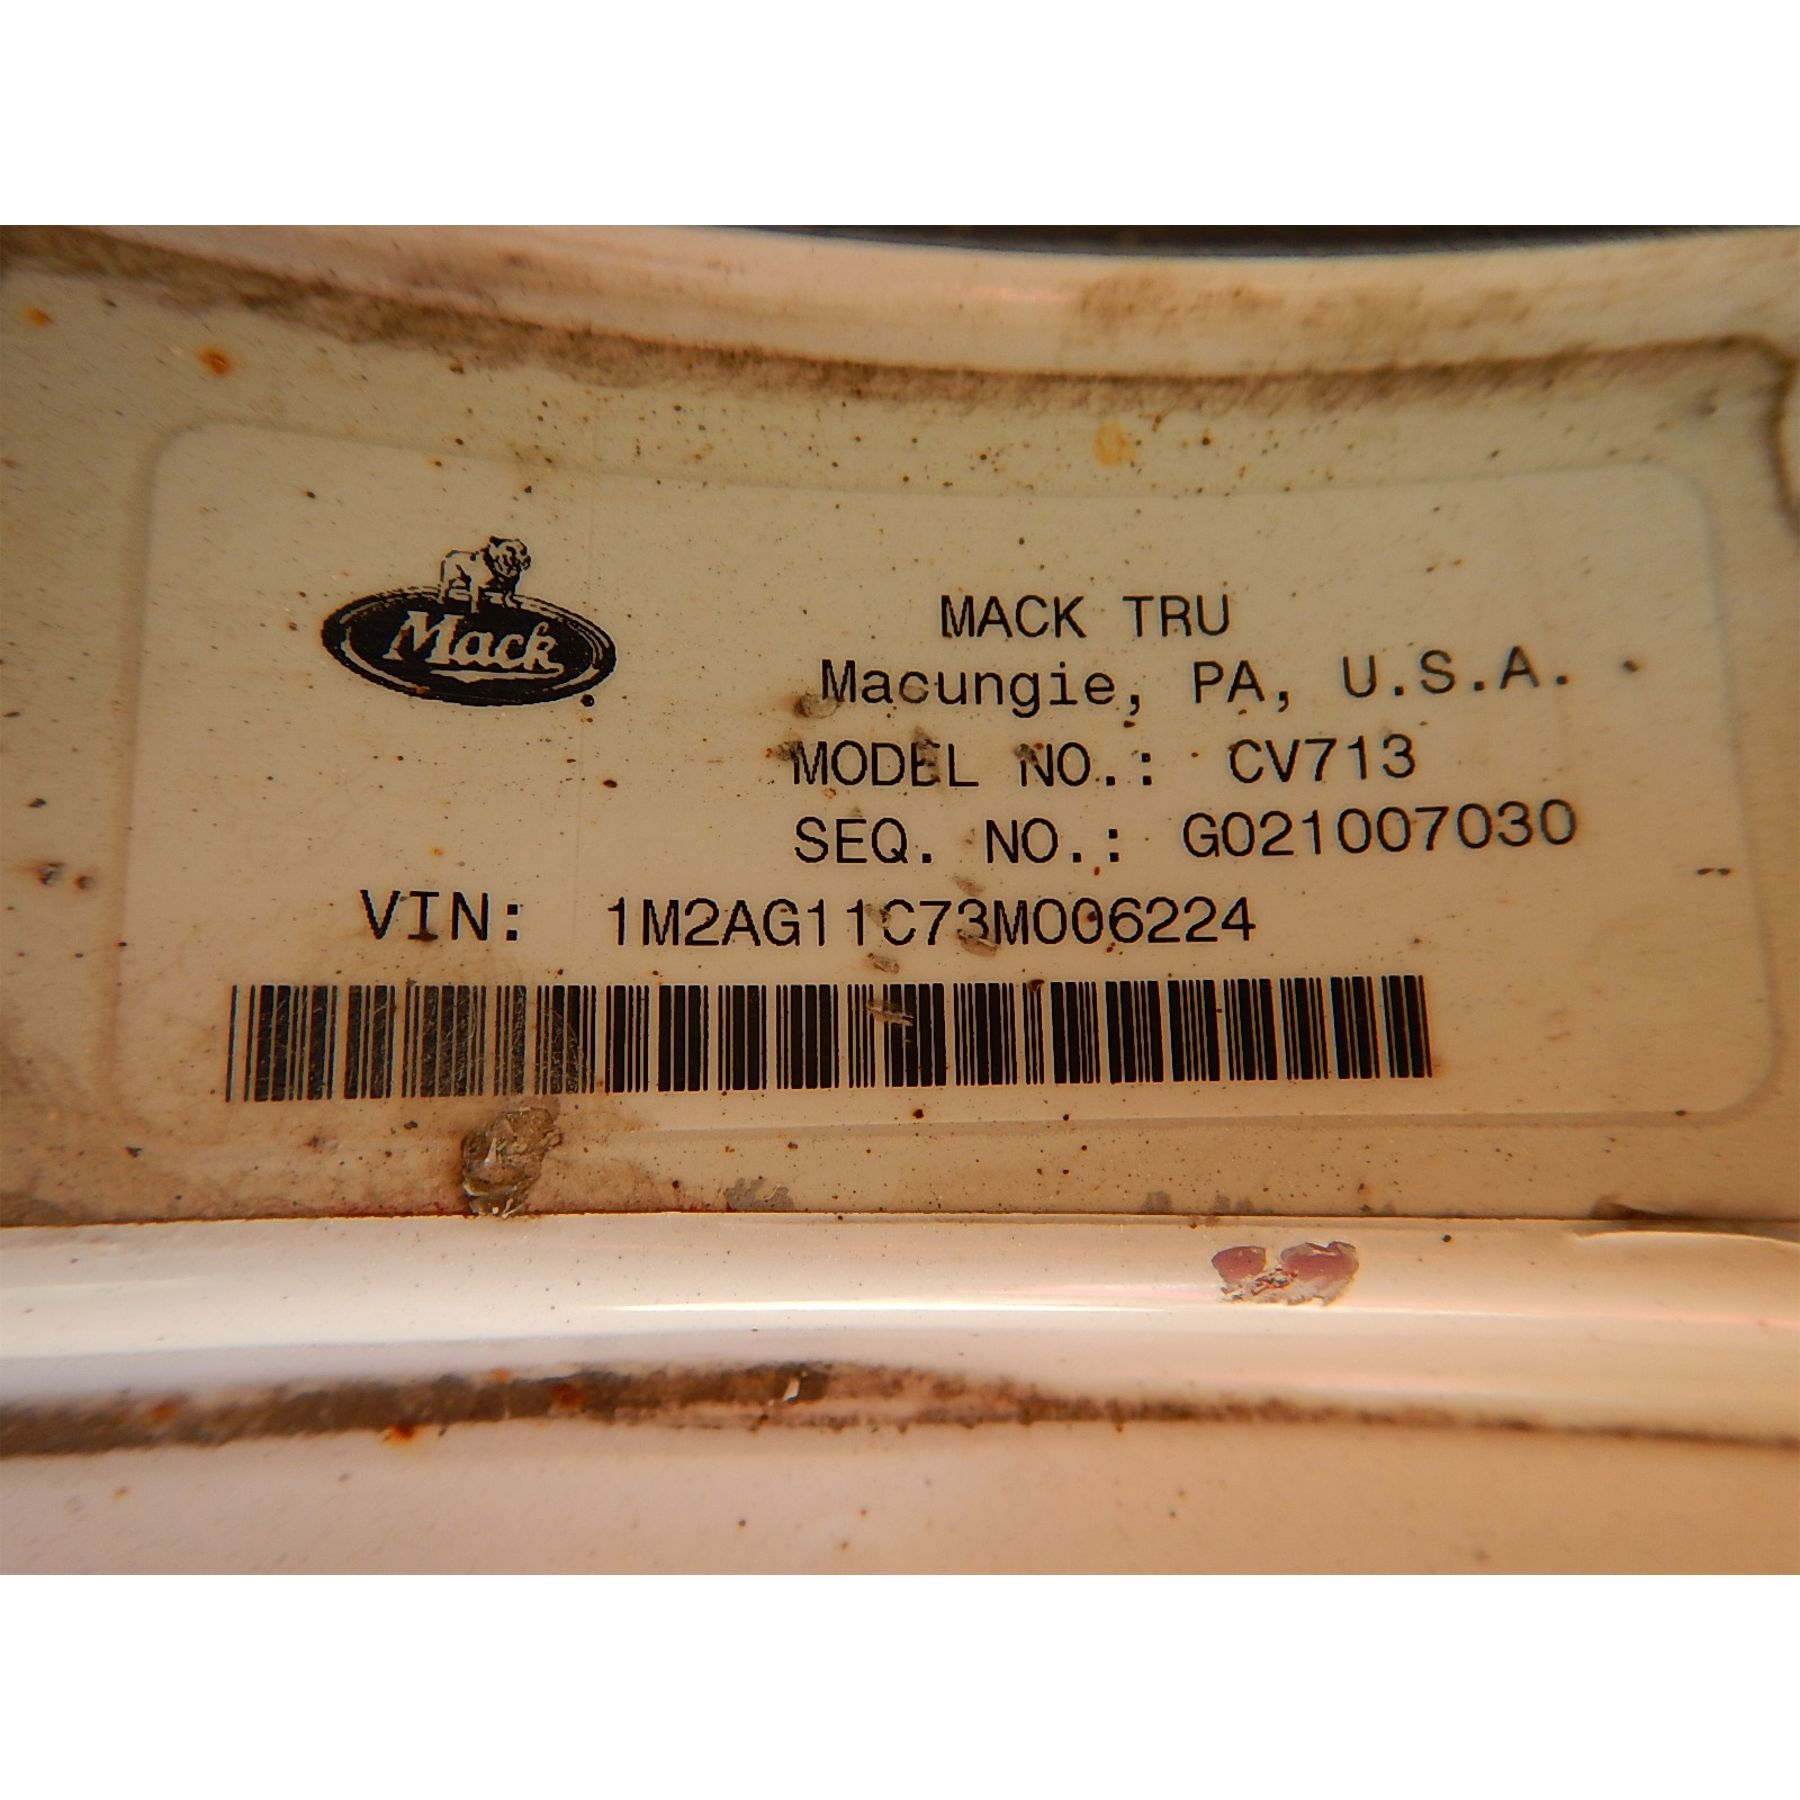 Mack
MACK TRU
Macungie, PA, U.S.A.
MODEL NO.: CV713
SEQ. NO.: G021007030
VIN: 1M2AG11C73M006224